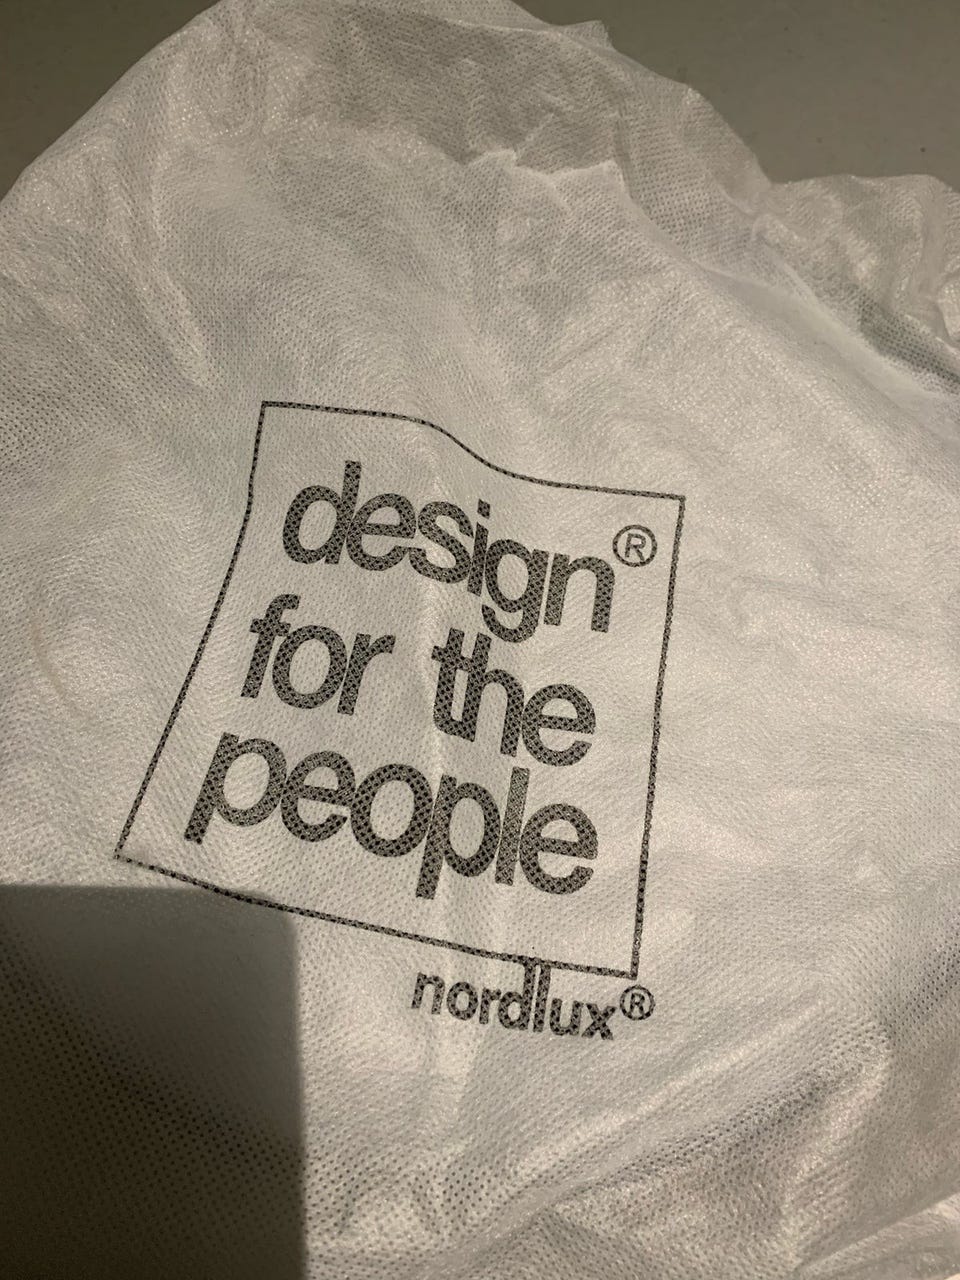 design®
for the
people
nordlux®